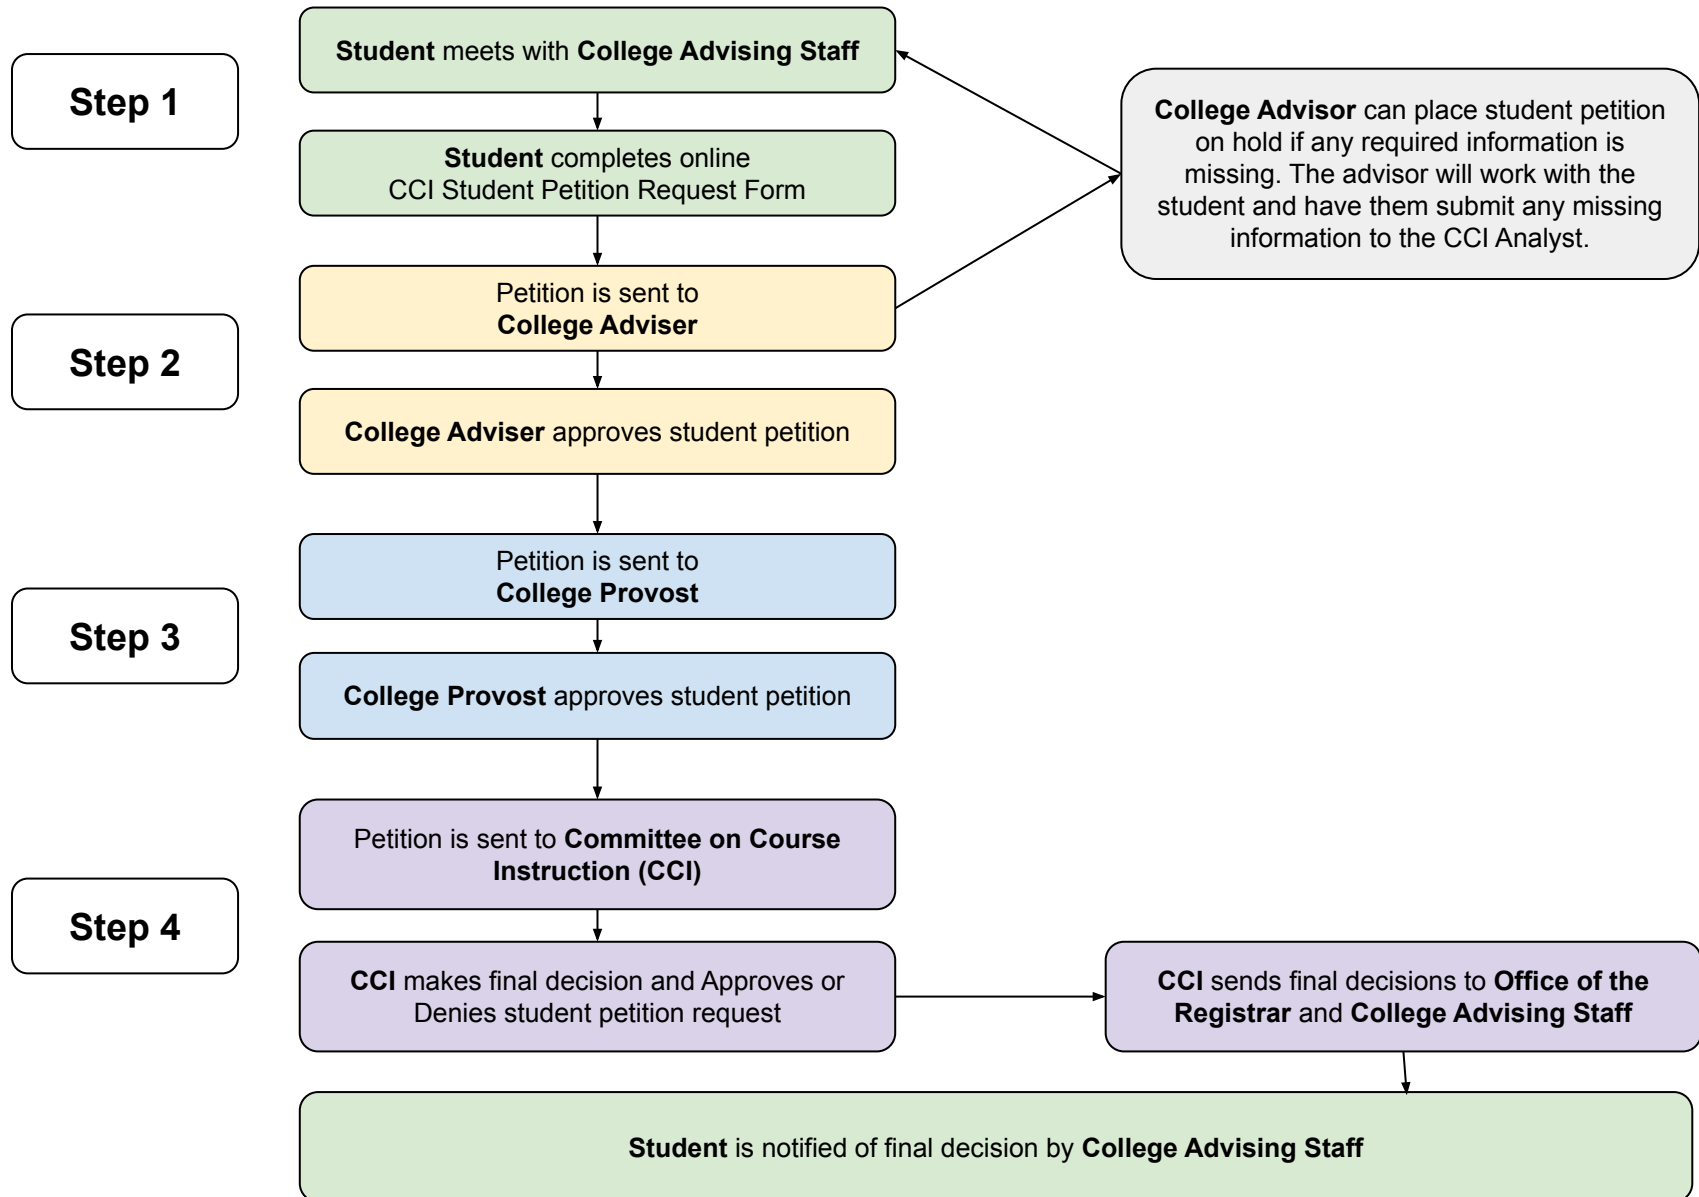 Student meets with College Advising Staff
Step 1
College Advisor can place student petition
on hold if any required information is
missing. The advisor will work with the
student and have them submit any missing
information to the CCI Analyst.
Student completes online
CCI Student Petition Request Form
Petition is sent to
College Adviser
Step 2
College Adviser approves student petition
Petition is sent to
College Provost
Step 3
College Provost approves student petition
Petition is sent to Committee on Course
Instruction (CCI)
Step 4
CCI makes final decision and Approves or
Denies student petition request
CCI sends final decisions to Office of the
Registrar and College Advising Staff
Student is notified of final decision by College Advising Staff